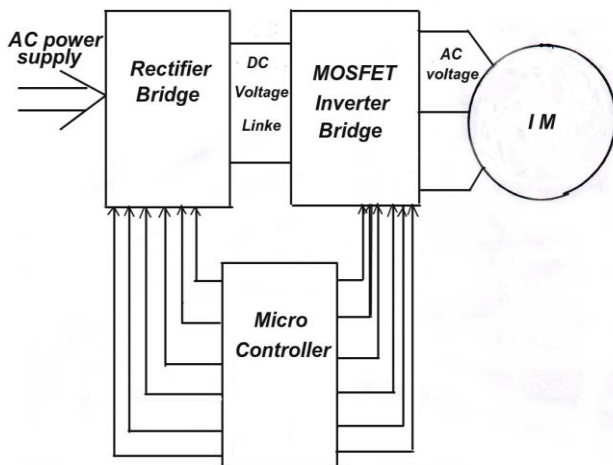 AC power
supply
Rectifier
Bridge
DC
Voltage
Linke
MOSFET
Inverter
Bridge
AC
voltage
I M
Micro
Controller